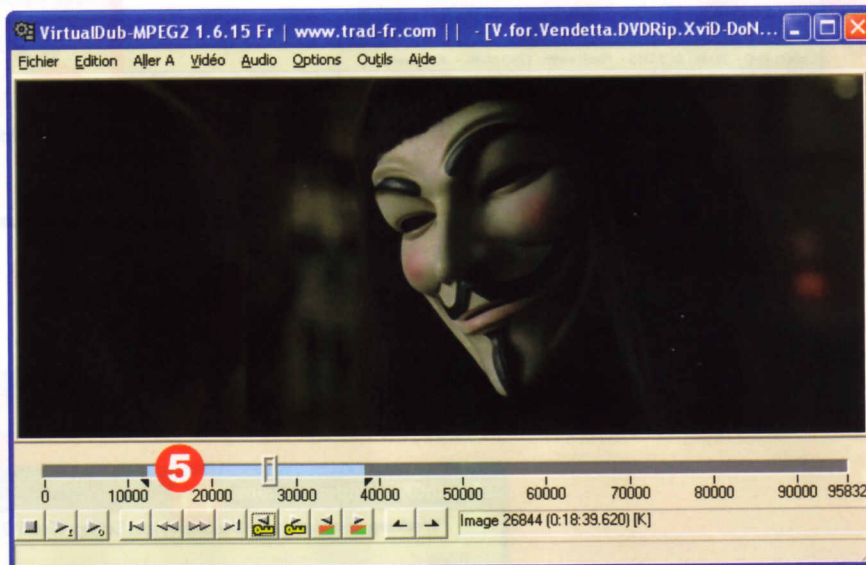 VirtualDub-MPEG2 1.6.15 Fr | www.trad-fr.com || - [V.for.Vendetta.DVDRip.XviD-DoN...
Fichier Edition Aller A Vidéo Audio Options Outils Aide
5
0 10000 20000 30000 40000 50000 60000 70000 80000 90000 95832
Image 26844 (0:18:39.620) [K]